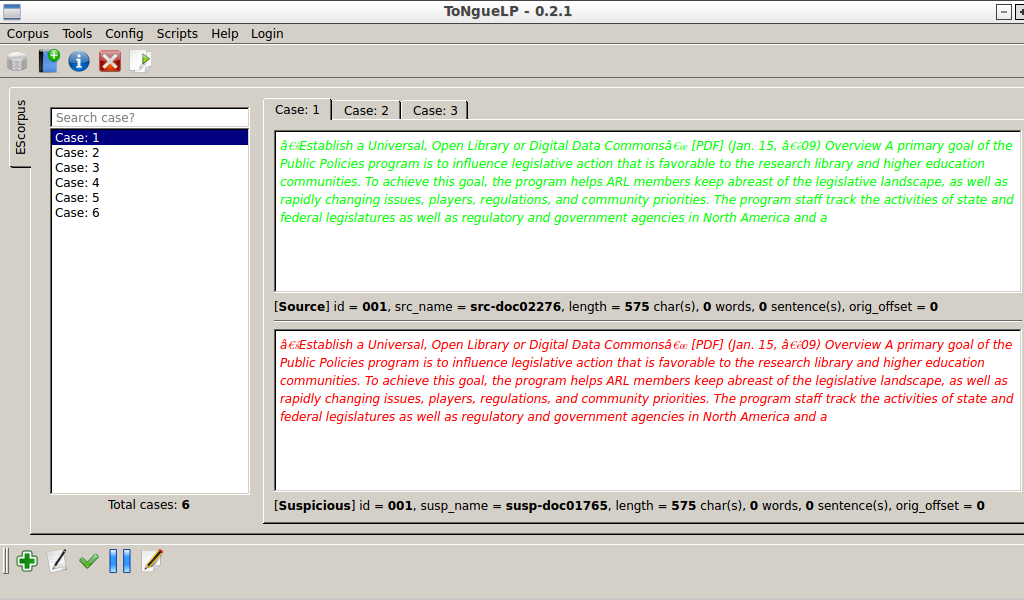 ToNgueLP - 0.2.1
Corpus Tools Config Scripts Help Login
EScorpus
Search case?
Case: 1
Case: 2
Case: 3
Case: 4
Case: 5
Case: 6
Total cases: 6
Case: 1 Case: 2 Case: 3
“Establish a Universal, Open Library or Digital Data Commonsâ€œ [PDF] (Jan. 15, 09) Overview A primary goal of the
Public Policies program is to influence legislative action that is favorable to the research library and higher education
communities. To achieve this goal, the program helps ARL members keep abreast of the legislative landscape, as well as
rapidly changing issues, players, regulations, and community priorities. The program staff track the activities of state and
federal legislatures as well as regulatory and government agencies in North America and a
[Source] id = 001, src_name = src-doc02276, length = 575 char(s), 0 words, 0 sentence(s), orig_offset = 0
Establish a Universal, Open Library or Digital Data Commonsâ€œ [PDF] (Jan. 15, 09) Overview A primary goal of the
Public Policies program is to influence legislative action that is favorable to the research library and higher education
communities. To achieve this goal, the program helps ARL members keep abreast of the legislative landscape, as well as
rapidly changing issues, players, regulations, and community priorities. The program staff track the activities of state and
federal legislatures as well as regulatory and government agencies in North America and a
[Suspicious] id = 001, susp_name = susp-doc01765, length = 575 char(s), 0 words, 0 sentence(s), orig_offset = 0